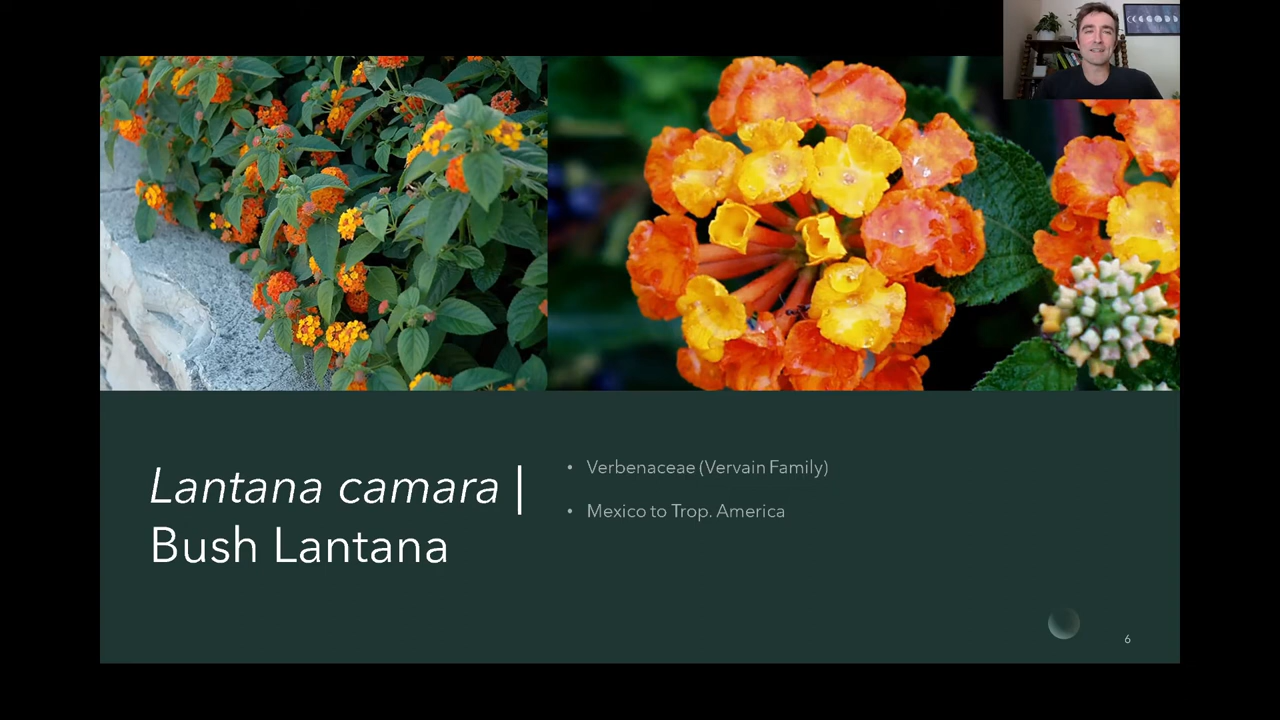 Lantana camara |
Bush Lantana
• Verbenaceae (Vervain Family)
• Mexico to Trop. America
6